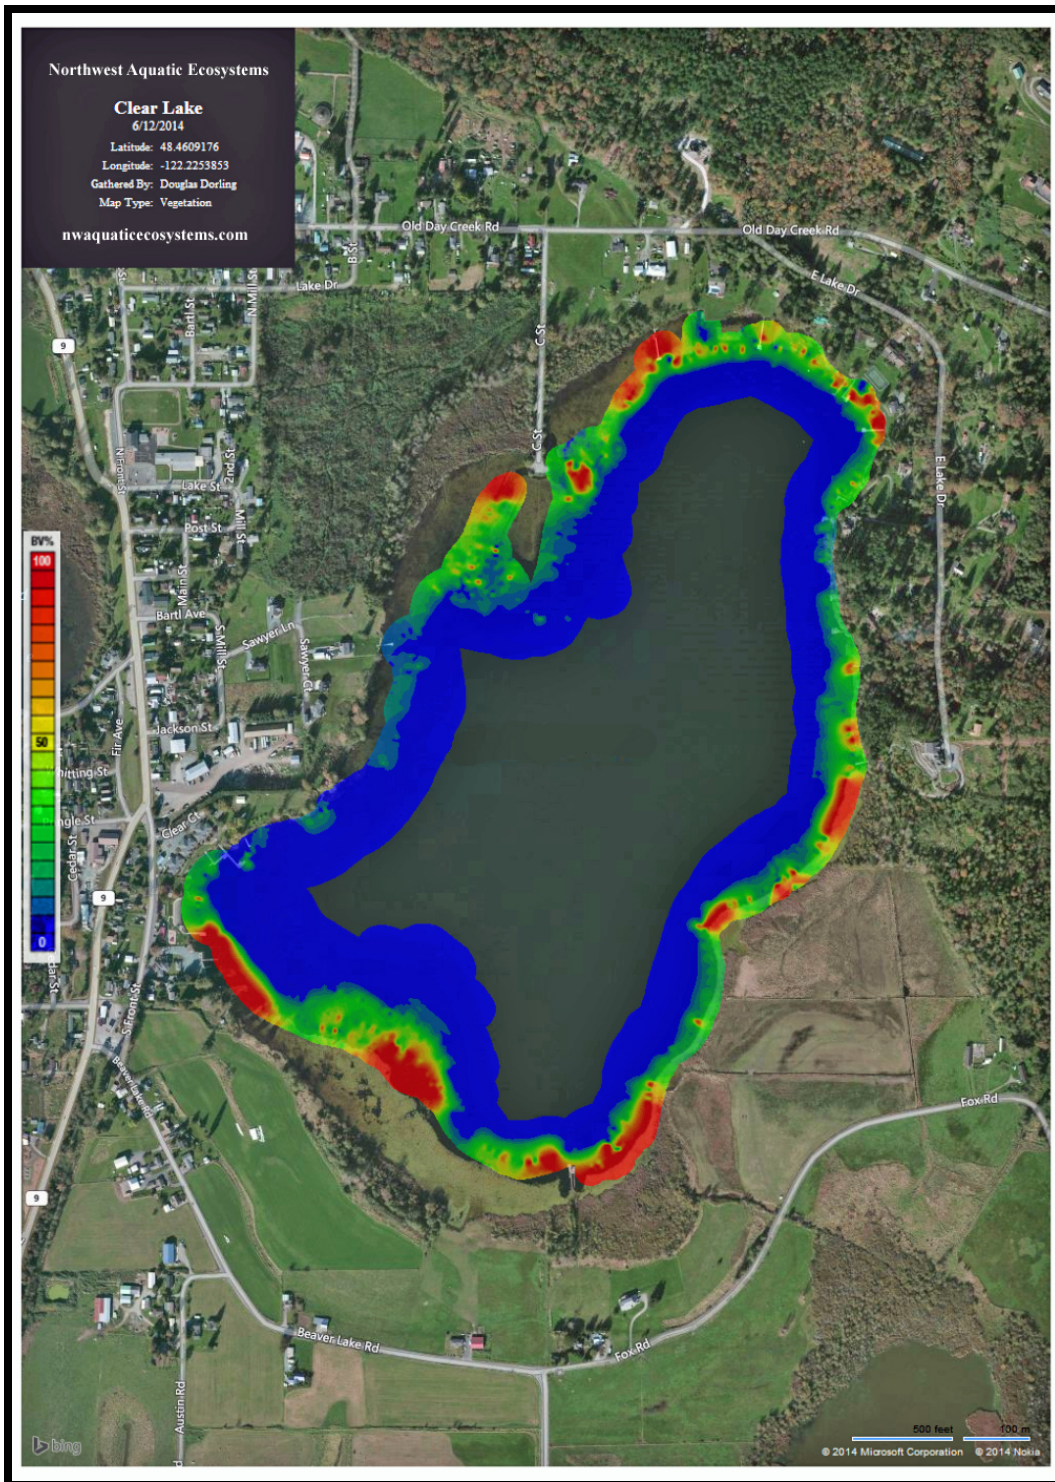 Northwest Aquatic Ecosystems
Clear Lake
6/12/2014
Latitude: 48.4609176
Longitude: -122.2253853
Gathered By: Douglas Dorling
Map Type: Vegetation
nwaquaticecosystems.com
Old Day Creek Rd
Old Day Creek Rd
B St
Lake Dr
E Lake Dr
N Mill St
Bartl St
9
C St
C St
N Front St
2nd St
Lake St
E Lake Dr
Mill St
Post St
BV%
100
Main St
Bartl Ave
S Mill St
Sawyer Ln
Sawyer Ct
Jackson St
Fir Ave
50
Clear Ct
Cedar St
9
0
S Front St
Beaver Lake Rd
Fox Rd
9
Beaver Lake Rd
Fox Rd
Austin Rd
bing
500 feet
100 m
© 2014 Microsoft Corporation © 2014 Nokia